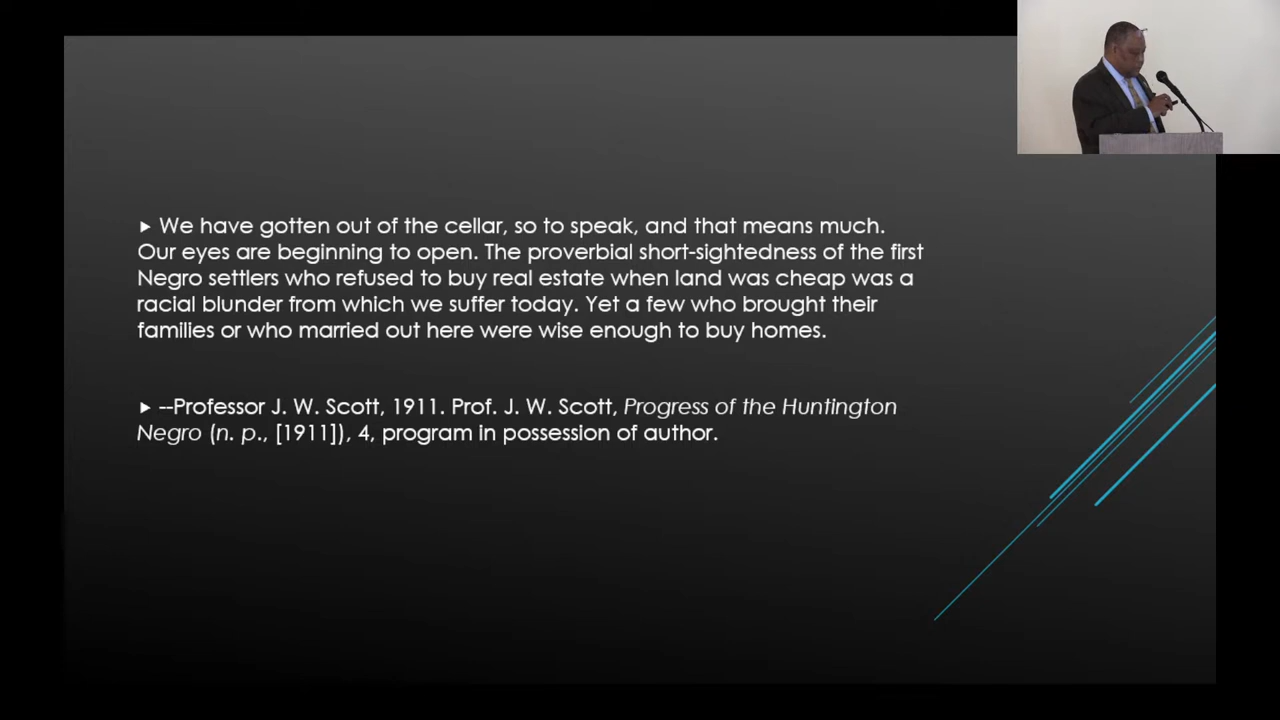 We have gotten out of the cellar, so to speak, and that means much.
Our eyes are beginning to open. The proverbial short-sightedness of the first
Negro settlers who refused to buy real estate when land was cheap was a
racial blunder from which we suffer today. Yet a few who brought their
families or who married out here were wise enough to buy homes.
--Professor J. W. Scott, 1911. Prof. J. W. Scott, Progress of the Huntington
Negro (n. p., [1911]), 4, program in possession of author.